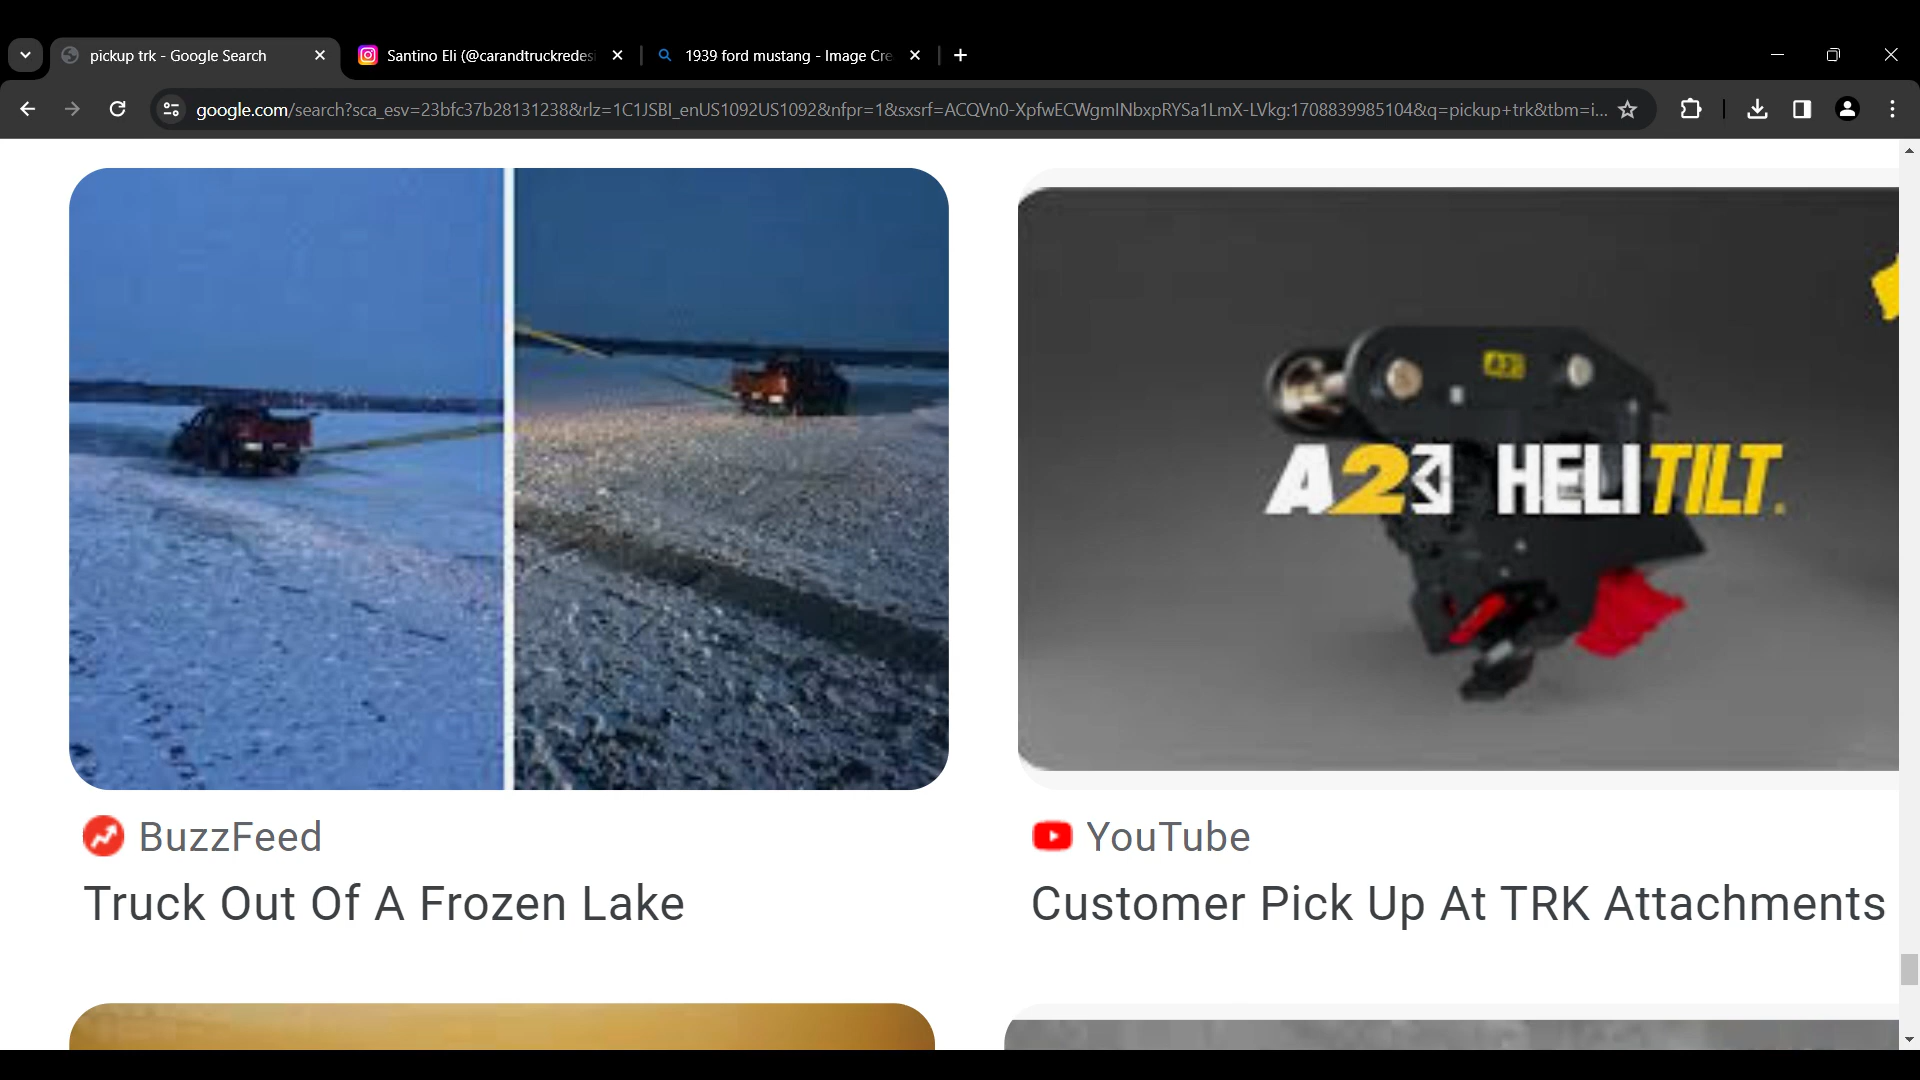 pickup trk - Google Search
Santino Eli (@carandtruckredesi
1939 ford mustang - Image Cre
google.com/search?sca_esv=23bfc37b28131238&rlz=1C1JSBI_enUS1092US1092&nfpr=1&sxsrf=ACQVn0-XpfwECWgmINbxpRYSa1LmX-LVkg:1708839985104&q=pickup+trk&tbm=i...
A23 HELITILT
BuzzFeed
Truck Out Of A Frozen Lake
YouTube
Customer Pick Up At TRK Attachments